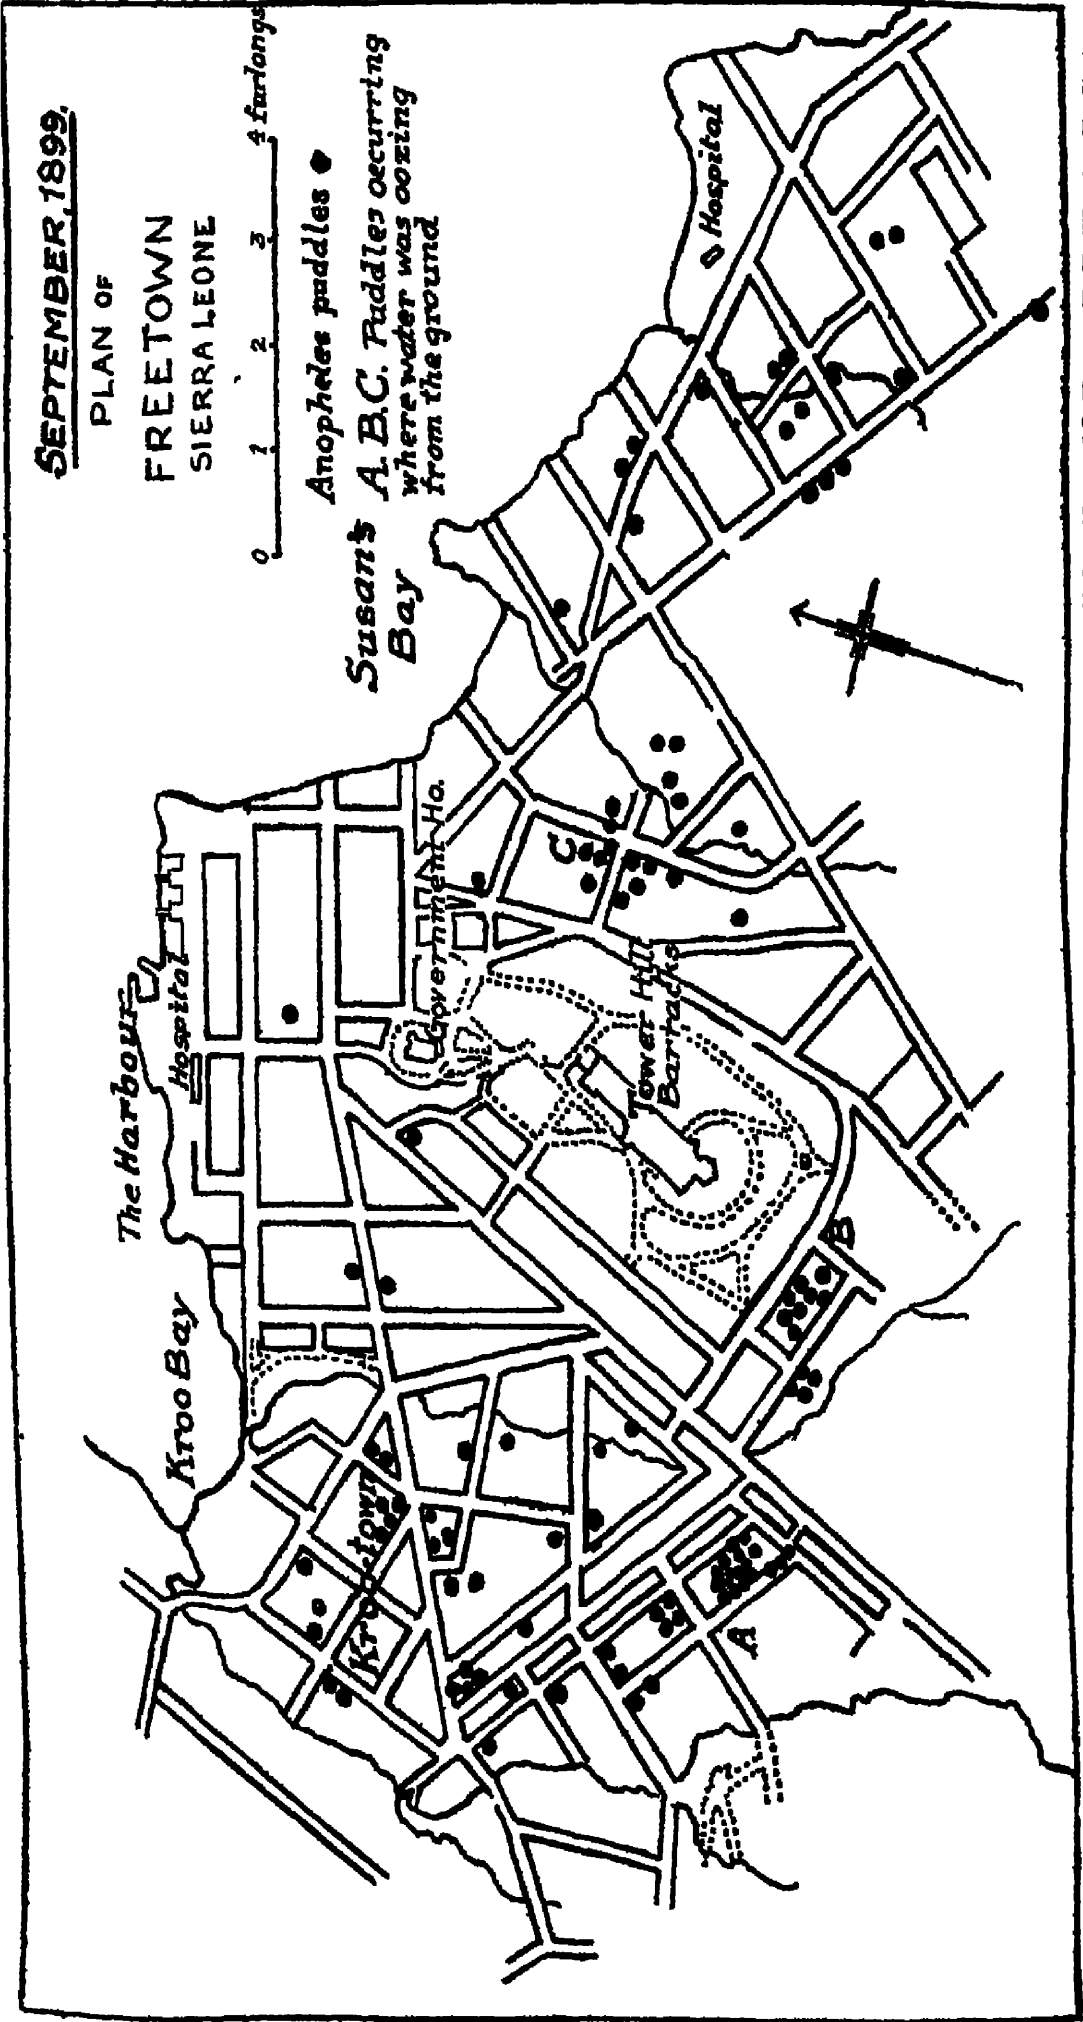 SEPTEMBER, 1899.
PLAN OF
FREETOWN
SIERRA LEONE
0 1 2 3 4 furlongs
Anopheles puddles
A.B.C. Puddles occurring
where water was oozing
from the ground
Susan's
Bay
The Harbour
Hospital
Kroo Bay
Hospital
Government Ho.
C
Tower Hill
Barracks
B
Krootown
A